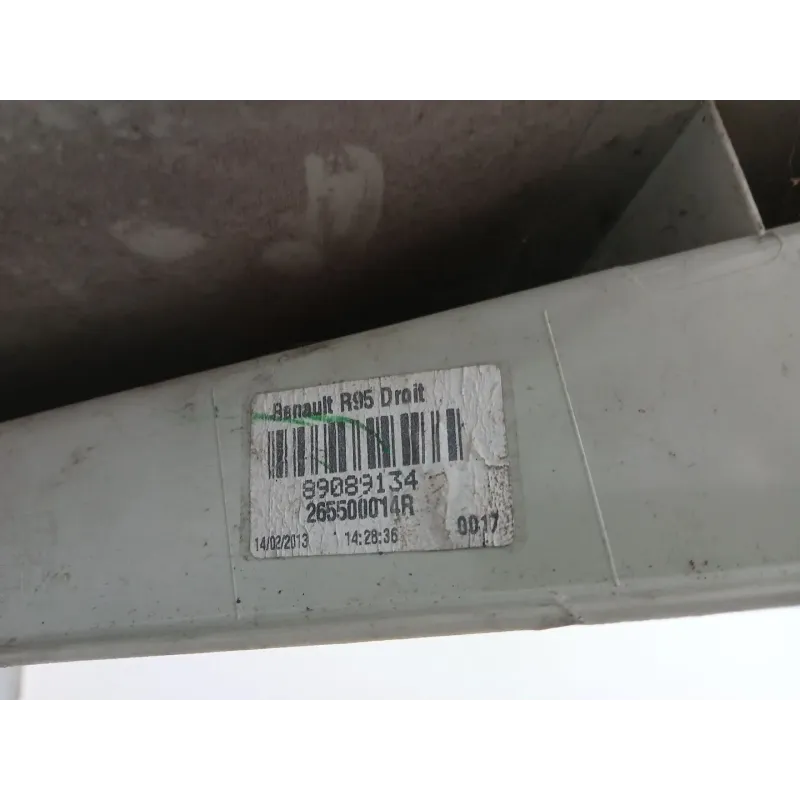 Renault R95 Droit
89089134
265500014R
14/02/2013 14:28:36 0017